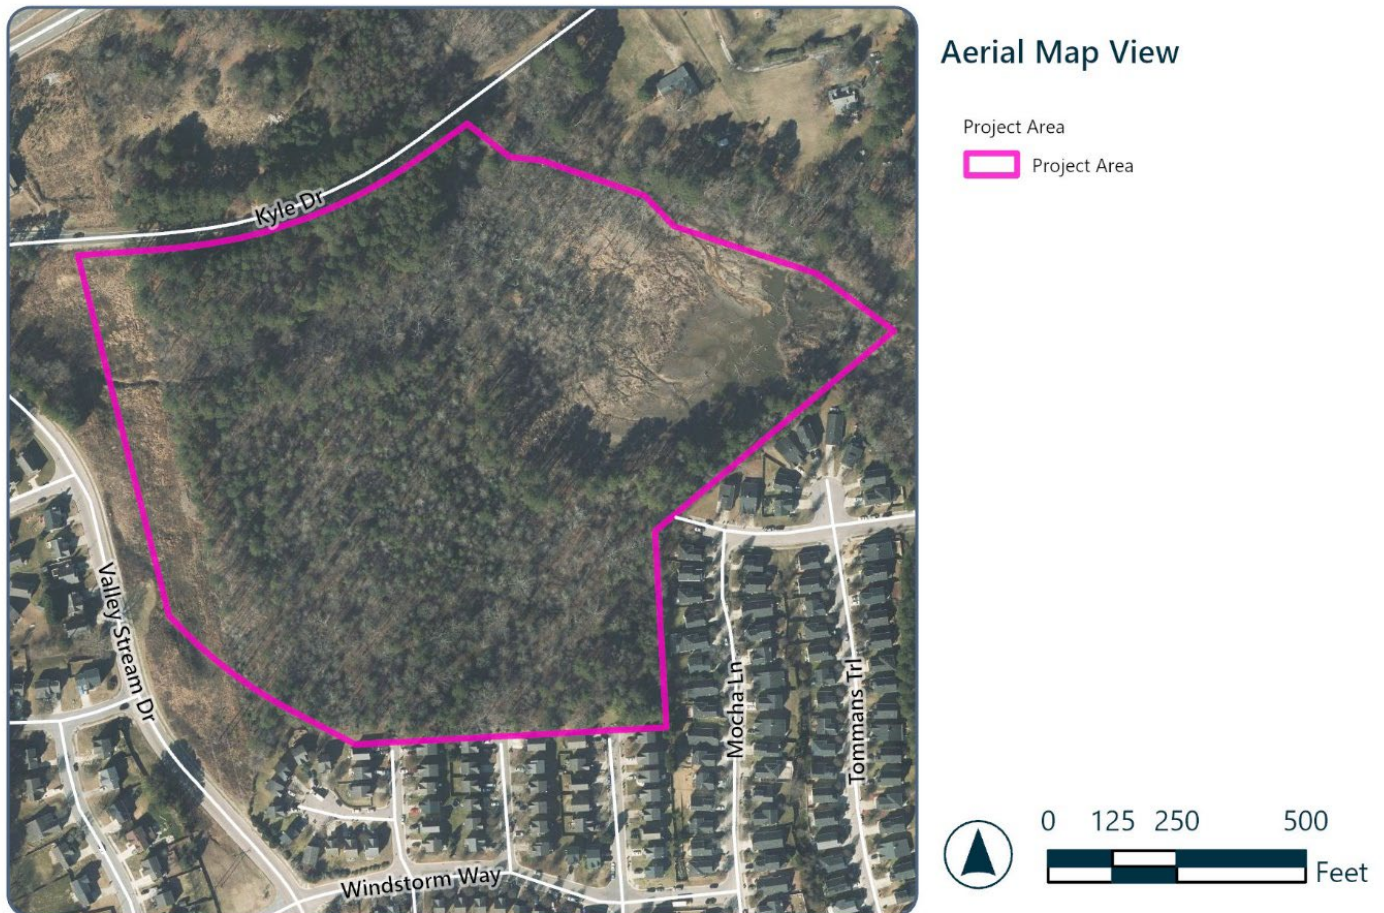 Aerial Map View
Project Area
Project Area
Kyle Dr
Valley Stream Dr
Mocha Ln
Tommans Trl
Windstorm Way
0 125 250 500
Feet